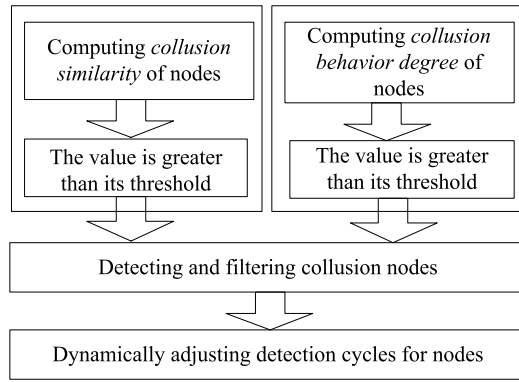 Computing collusion
similarity of nodes
The value is greater
than its threshold
Computing collusion
behavior degree of
nodes
The value is greater
than its threshold
Detecting and filtering collusion nodes
Dynamically adjusting detection cycles for nodes